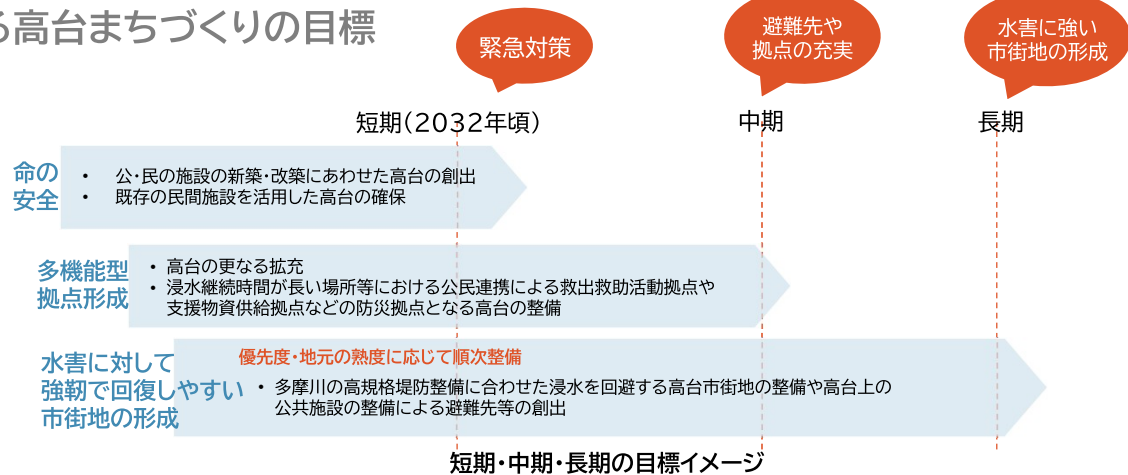 る高台まちづくりの目標
緊急対策
避難先や
拠点の充実
水害に強い
市街地の形成
短期(2032年頃)
中期
長期
命の
安全
• 公・民の施設の新築・改築にあわせた高台の創出
• 既存の民間施設を活用した高台の確保
多機能型
拠点形成
• 高台の更なる拡充
• 浸水継続時間が長い場所等における公民連携による救出救助活動拠点や
支援物資供給拠点などの防災拠点となる高台の整備
水害に対して
強靭で回復しやすい
市街地の形成
優先度・地元の熟度に応じて順次整備
• 多摩川の高規格堤防整備に合わせた浸水を回避する高台市街地の整備や高台上の
公共施設の整備による避難先等の創出
短期・中期・長期の目標イメージ